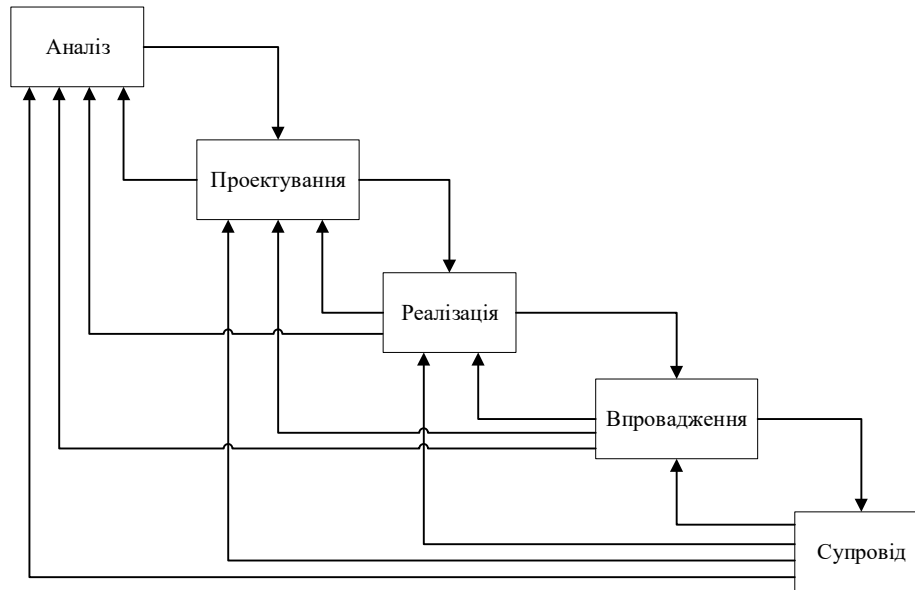 Аналіз
Проектування
Реалізація
Впровадження
Супровід